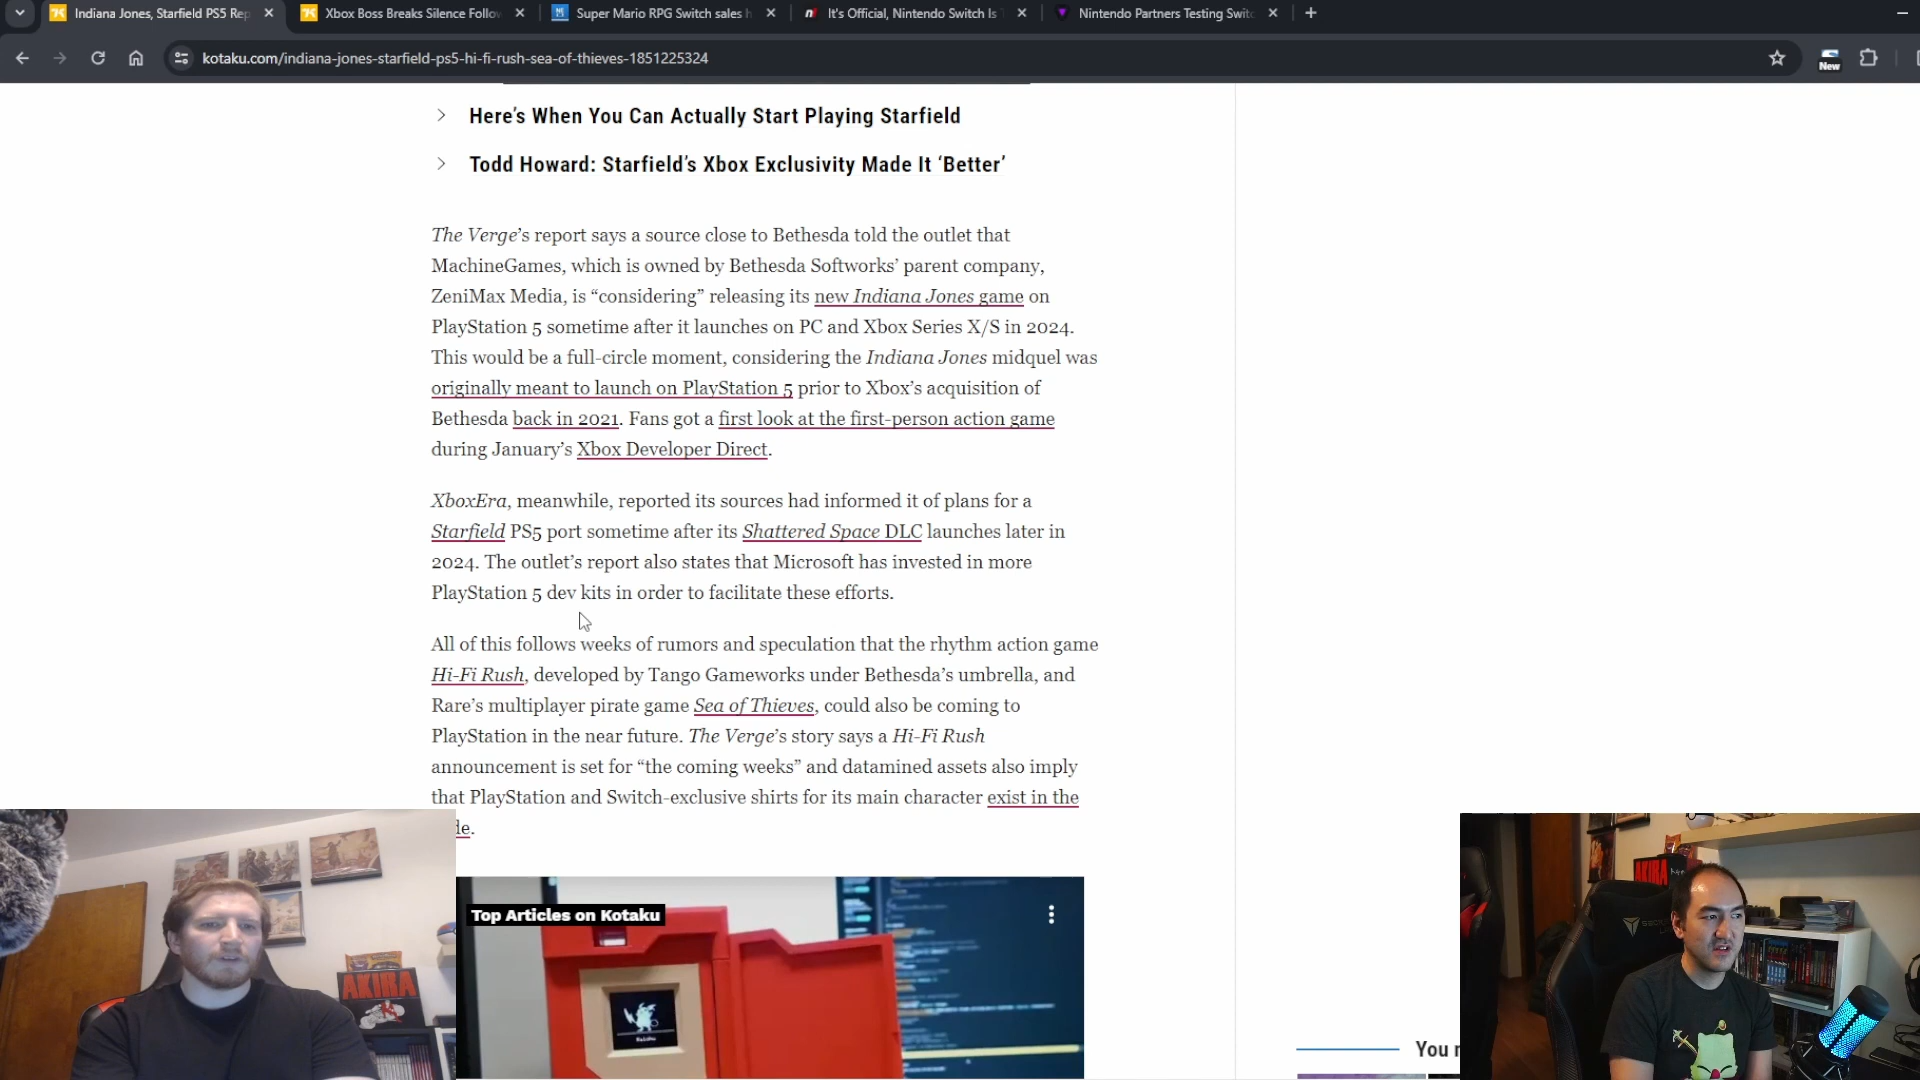 Indiana Jones, Starfield PS5 Rep
Xbox Boss Breaks Silence Follow
Super Mario RPG Switch sales h
It's Official, Nintendo Switch Is
Nintendo Partners Testing Switc
kotaku.com/indiana-jones-starfield-ps5-hi-fi-rush-sea-of-thieves-1851225324
New
Here’s When You Can Actually Start Playing Starfield
Todd Howard: Starfield’s Xbox Exclusivity Made It ‘Better’
The Verge’s report says a source close to Bethesda told the outlet that
MachineGames, which is owned by Bethesda Softworks’ parent company,
ZeniMax Media, is “considering” releasing its new Indiana Jones game on
PlayStation 5 sometime after it launches on PC and Xbox Series X/S in 2024.
This would be a full-circle moment, considering the Indiana Jones midquel was
originally meant to launch on PlayStation 5 prior to Xbox’s acquisition of
Bethesda back in 2021. Fans got a first look at the first-person action game
during January’s Xbox Developer Direct.
XboxEra, meanwhile, reported its sources had informed it of plans for a
Starfield PS5 port sometime after its Shattered Space DLC launches later in
2024. The outlet’s report also states that Microsoft has invested in more
PlayStation 5 dev kits in order to facilitate these efforts.
All of this follows weeks of rumors and speculation that the rhythm action game
Hi-Fi Rush, developed by Tango Gameworks under Bethesda’s umbrella, and
Rare’s multiplayer pirate game Sea of Thieves, could also be coming to
PlayStation in the near future. The Verge’s story says a Hi-Fi Rush
announcement is set for “the coming weeks” and datamined assets also imply
that PlayStation and Switch-exclusive shirts for its main character exist in the
de.
Top Articles on Kotaku
AKIRA
AKIRA
You